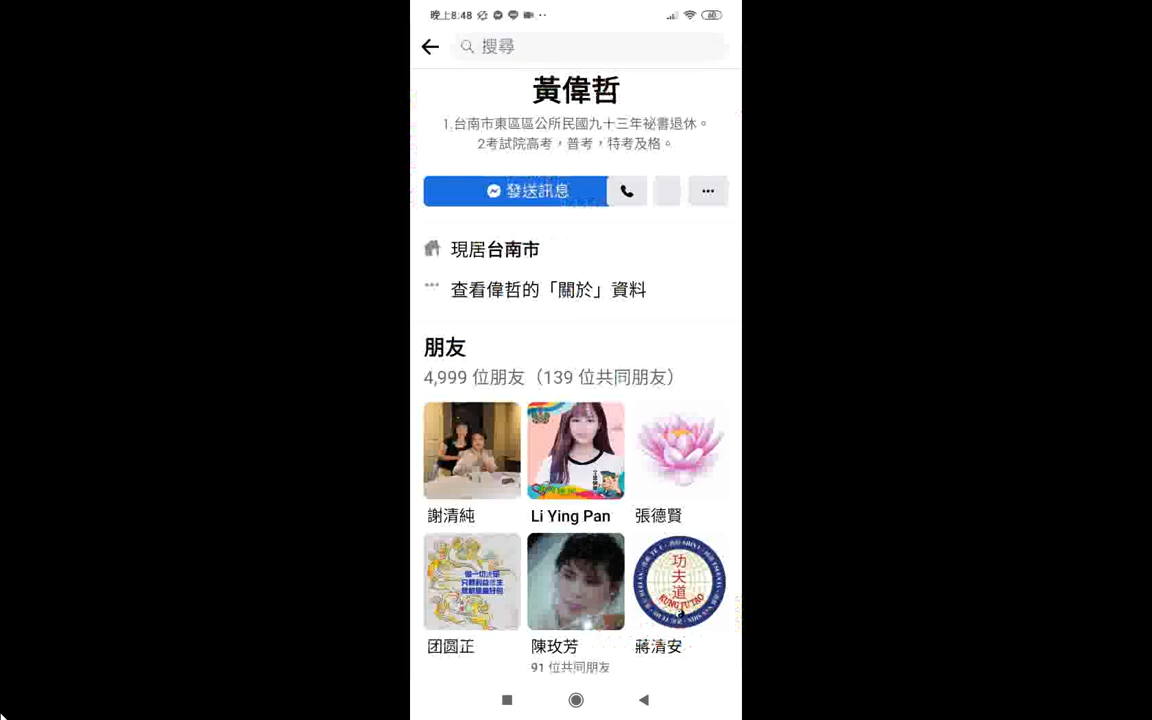 晚上8:48
60
搜尋
黃偉哲
1.台南市東區區公所民國九十三年祕書退休。
2考試院高考，普考，特考及格。
發送訊息
現居台南市
查看偉哲的「關於」資料
朋友
4,999 位朋友（139 位共同朋友）
謝清純
Li Ying Pan
張德賢
功夫道
KUNG FU TAO
团圆正
陳玫芳
蔣清安
91 位共同朋友